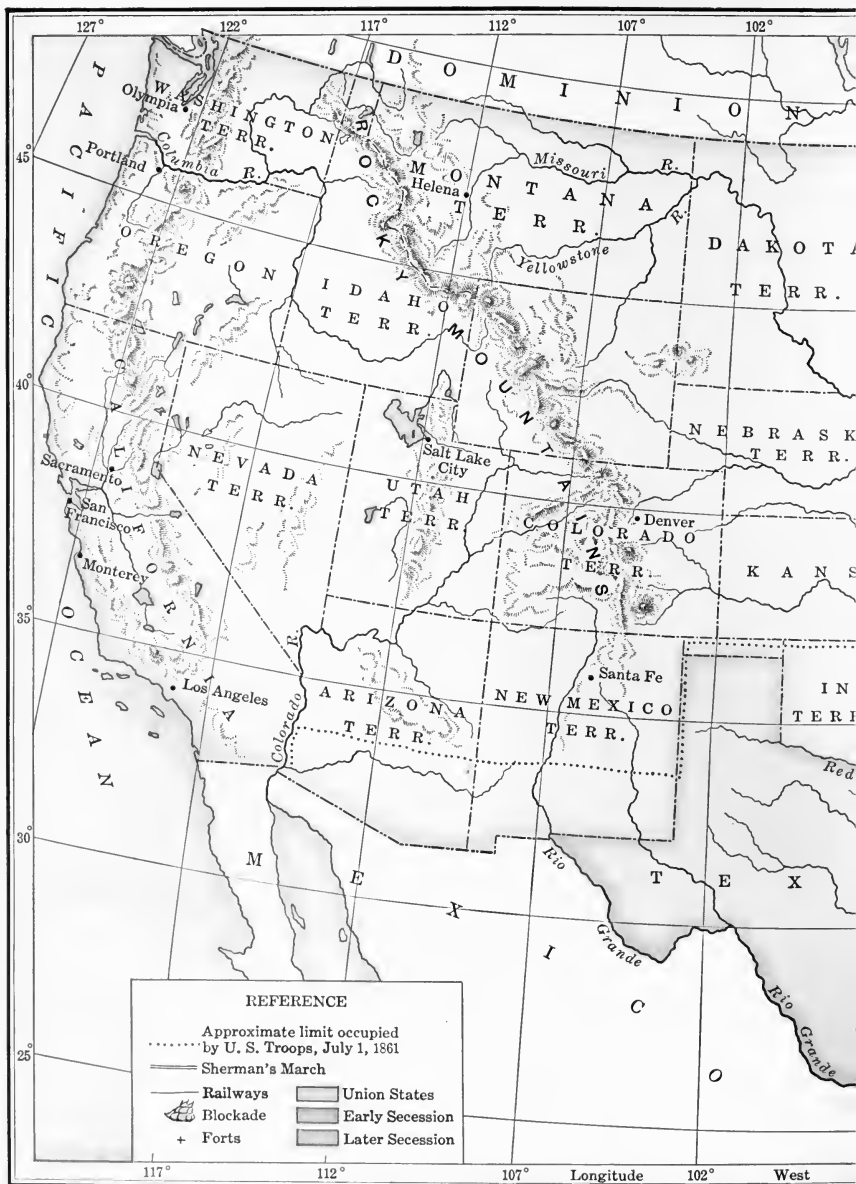 127° 122° 117° 112° 107° 102°
DOMINION
PACIFIC
OCEAN
WASHINGTON
TERR.
Olympia
Portland
Columbia R.
45°
ROCKY MOUNTAINS
MONTANA
TERR.
Helena
Missouri R.
Yellowstone R.
DAKOTA
TERR.
OREGON
IDAHO
TERR.
40°
CALIFORNIA
NEVADA
TERR.
Salt Lake
City
UTAH
TERR
NEBRASK
TERR.
Sacramento
San
Francisco
Monterey
COLORADO
TERR.
Denver
KANS
35°
Los Angeles
Colorado R.
ARIZONA
TERR.
NEW MEXICO
TERR.
Santa Fe
IN
TERR
Red
30°
MEXICO
Rio Grande
TEX
Rio Grande
25°
REFERENCE
Approximate limit occupied
by U. S. Troops, July 1, 1861
Sherman's March
Railways
Blockade
Forts
Union States
Early Secession
Later Secession
117° 112° 107° Longitude 102° West